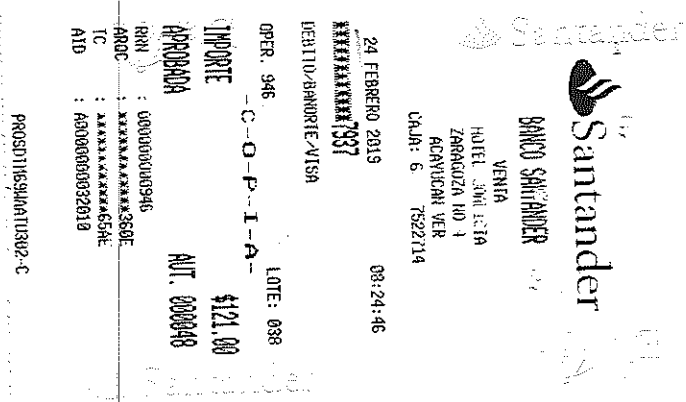 Santander
BANCO SANTANDER
VENTA
HOTEL
ZARAGOZA NO
ACAYUCAN VER
CAJA: 6 7522714
24 FEBRERO 2019 08:24:46
************7937
DEBITO/BANORTE/VISA
OPER. 946 LOTE: 038
-C-O-P-I-A-
IMPORTE $121.00
APROBADA AUT. 000048
RRN : 000000000946
ARQC : ************360E
TC : ************65AE
AID : A0000000032010
Santander
Santander